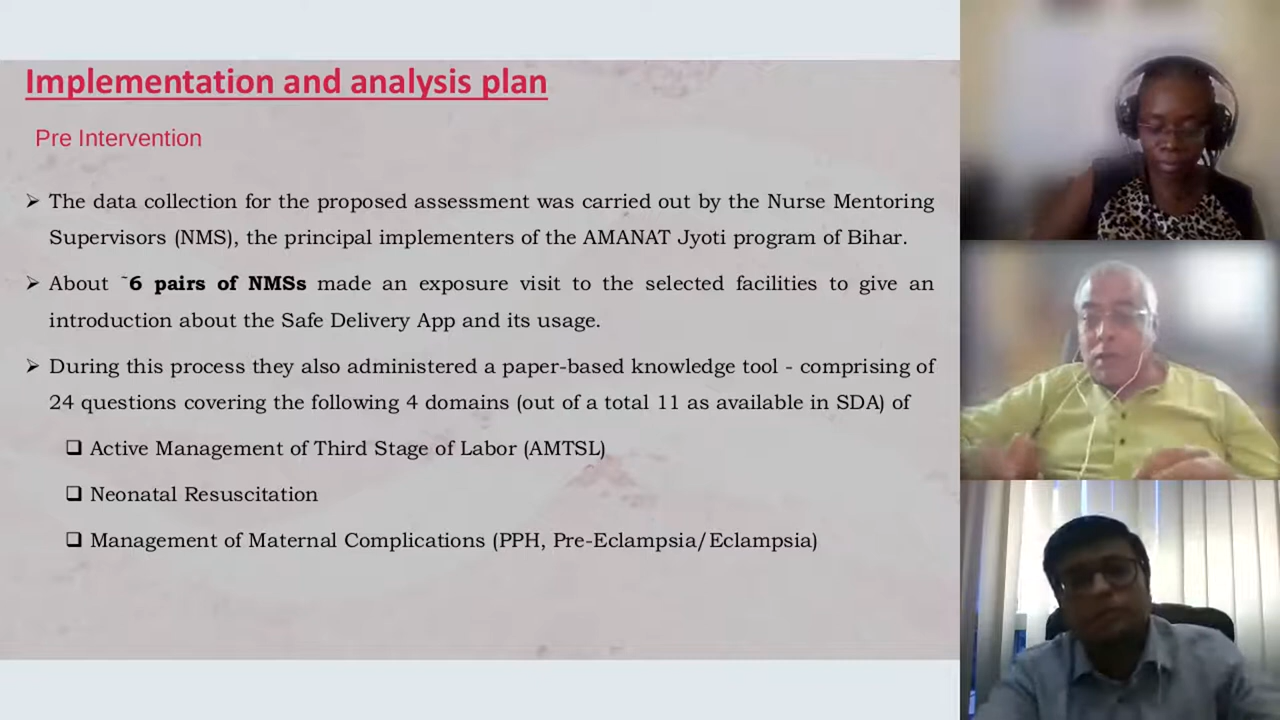 Implementation and analysis plan
Pre Intervention
➢ The data collection for the proposed assessment was carried out by the Nurse Mentoring
Supervisors (NMS), the principal implementers of the AMANAT Jyoti program of Bihar.
➢ About ~6 pairs of NMSs made an exposure visit to the selected facilities to give an
introduction about the Safe Delivery App and its usage.
➢ During this process they also administered a paper-based knowledge tool - comprising of
24 questions covering the following 4 domains (out of a total 11 as available in SDA) of
❑ Active Management of Third Stage of Labor (AMTSL)
❑ Neonatal Resuscitation
❑ Management of Maternal Complications (PPH, Pre-Eclampsia/Eclampsia)